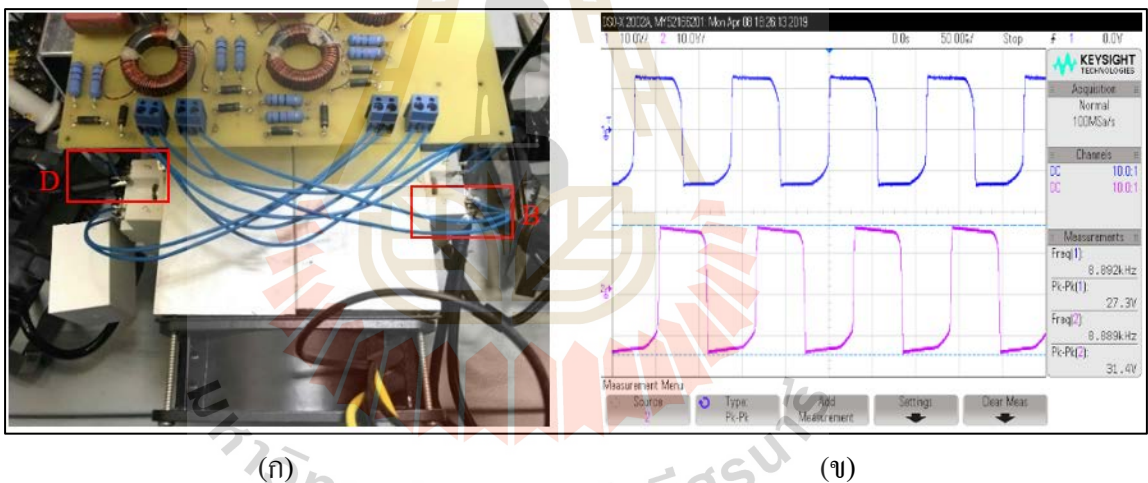 D
B
DSO-X 2002A, MY52166201: Mon Apr 08 18:26:13 2019
1 10.0V/ 2 10.0V/ 0.0s 50.00%/ Stop 1 0.0V
KEYSIGHT
TECHNOLOGIES
Acquisition
Normal
100MSa/s
Channels
DC 10.0:1
DC 10.0:1
Measurements
Freq(1):
8.892kHz
Pk-Pk(1):
27.3V
Freq(2):
8.889kHz
Pk-Pk(2):
31.4V
Measurement Menu
Source
2
Type:
Pk-Pk
Add
Measurement
Settings
Clear Meas
(ก)
(ข)